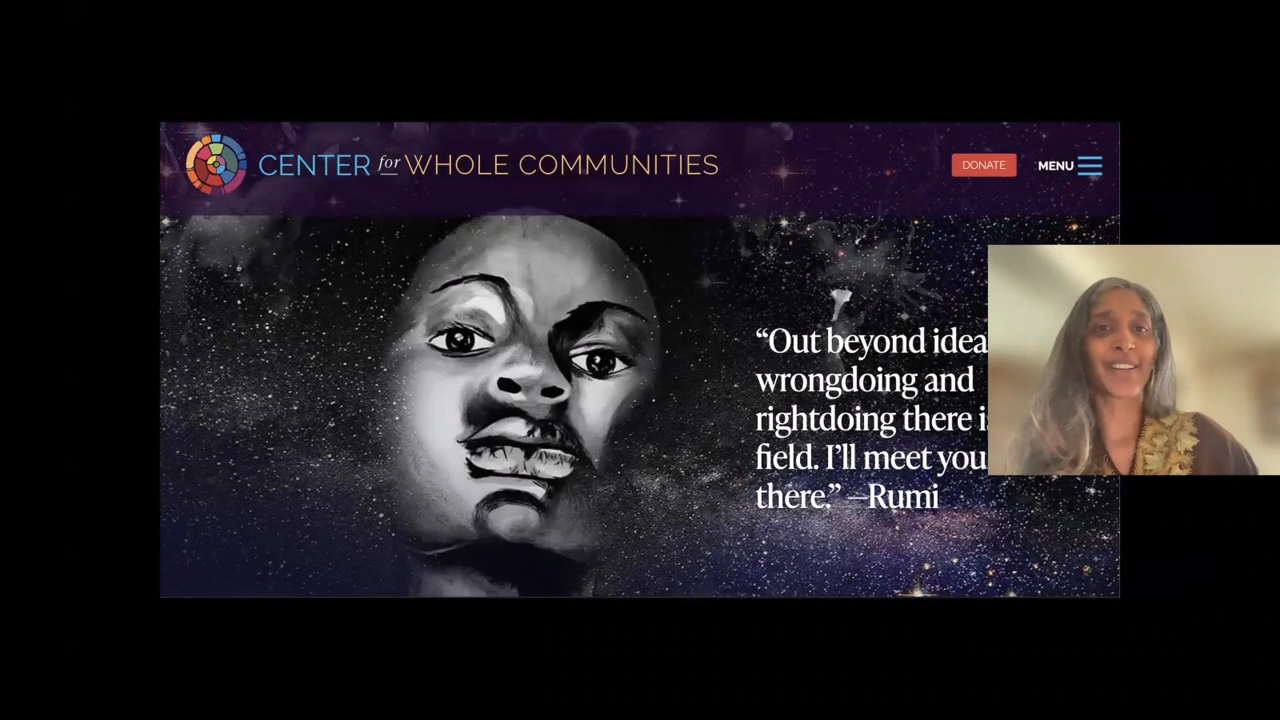 CENTER for WHOLE COMMUNITIES
DONATE
MENU
“Out beyond idea
wrongdoing and
rightdoing there
field. I’ll meet you
there.” —Rumi